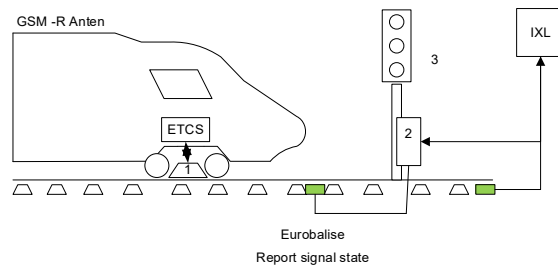 GSM -R Anten
IXL
3
ETCS
2
1
Eurobalise
Report signal state